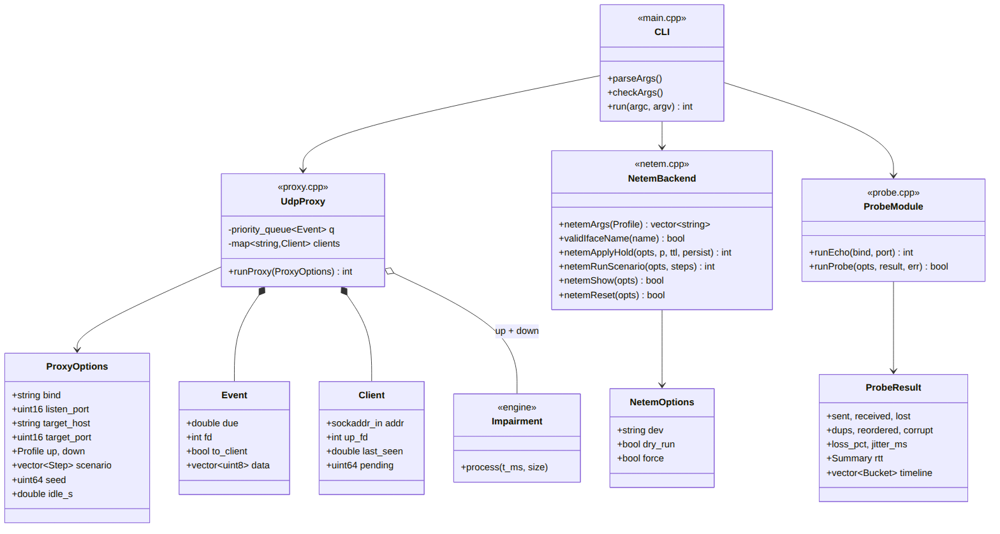 «main.cpp»
CLI
+parseArgs()
+checkArgs()
+run(argc, argv) : int
«proxy.cpp»
UdpProxy
-priority_queue<Event> q
-map<string,Client> clients
+runProxy(ProxyOptions) : int
«netem.cpp»
NetemBackend
+netemArgs(Profile) : vector<string>
+validIfaceName(name) : bool
+netemApplyHold(opts, p, ttl, persist) : int
+netemRunScenario(opts, steps) : int
+netemShow(opts) : bool
+netemReset(opts) : bool
«probe.cpp»
ProbeModule
+runEcho(bind, port) : int
+runProbe(opts, result, err) : bool
up + down
ProxyOptions
+string bind
+uint16 listen_port
+string target_host
+uint16 target_port
+Profile up, down
+vector<Step> scenario
+uint64 seed
+double idle_s
Event
+double due
+int fd
+bool to_client
+vector<uint8> data
Client
+sockaddr_in addr
+int up_fd
+double last_seen
+uint64 pending
«engine»
Impairment
+process(t_ms, size)
NetemOptions
+string dev
+bool dry_run
+bool force
ProbeResult
+sent, received, lost
+dups, reordered, corrupt
+loss_pct, jitter_ms
+Summary rtt
+vector<Bucket> timeline